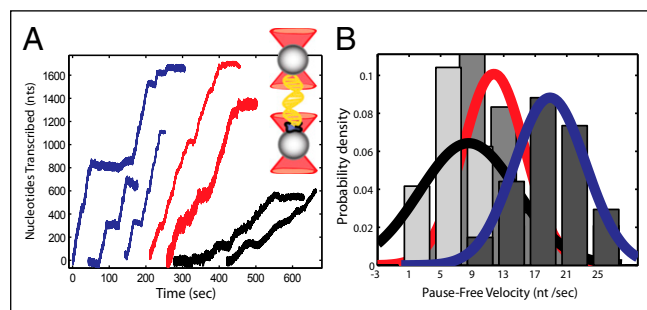 A
B
Nucleotides Transcribed (nts)
1600
1400
1200
1000
800
600
400
200
0
0 100 200 300 400 500 600
Time (sec)
Probability density
0.1
0.08
0.06
0.04
0.02
0
-3 1 5 9 13 17 21 25
Pause-Free Velocity (nt /sec)